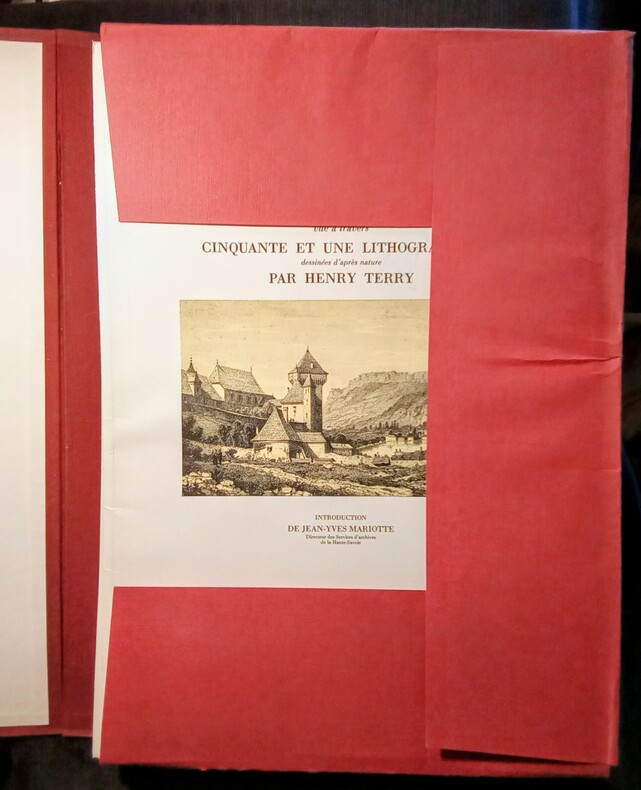 vue à travers
CINQUANTE ET UNE LITHOGRA
dessinées d'après nature
PAR HENRY TERRY
INTRODUCTION
DE JEAN-YVES MARIOTTE
Directeur des Services d'archives
de la Haute-Savoie